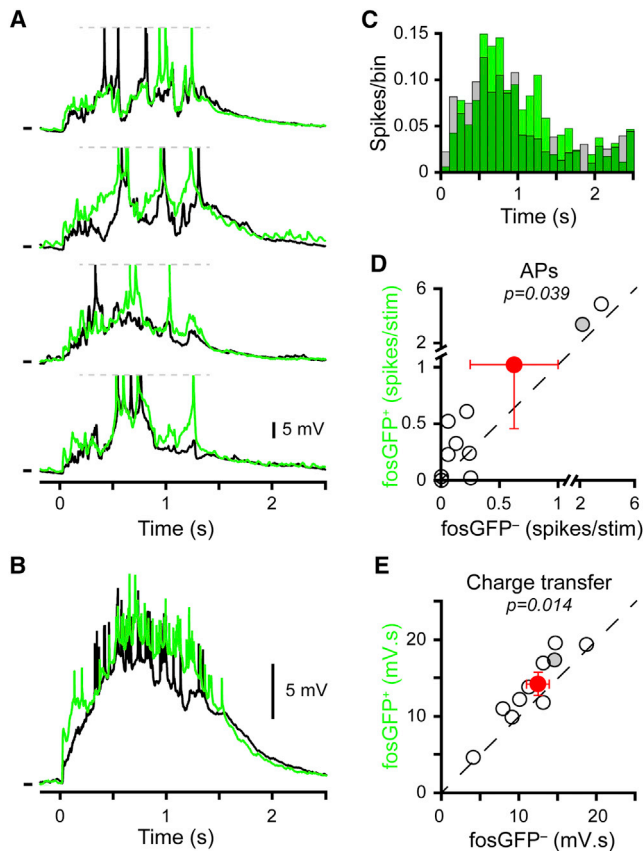 A
5 mV
0
1
2
Time (s)
B
5 mV
0
1
2
Time (s)
C
Spikes/bin
0.15
0.10
0.05
0
0
1
2
Time (s)
D
APs
p=0.039
fosGFP⁺ (spikes/stim)
6
2
1
0.5
0
0
0.5
1
2
6
fosGFP⁻ (spikes/stim)
E
Charge transfer
p=0.014
fosGFP⁺ (mV.s)
20
10
0
0
10
20
fosGFP⁻ (mV.s)